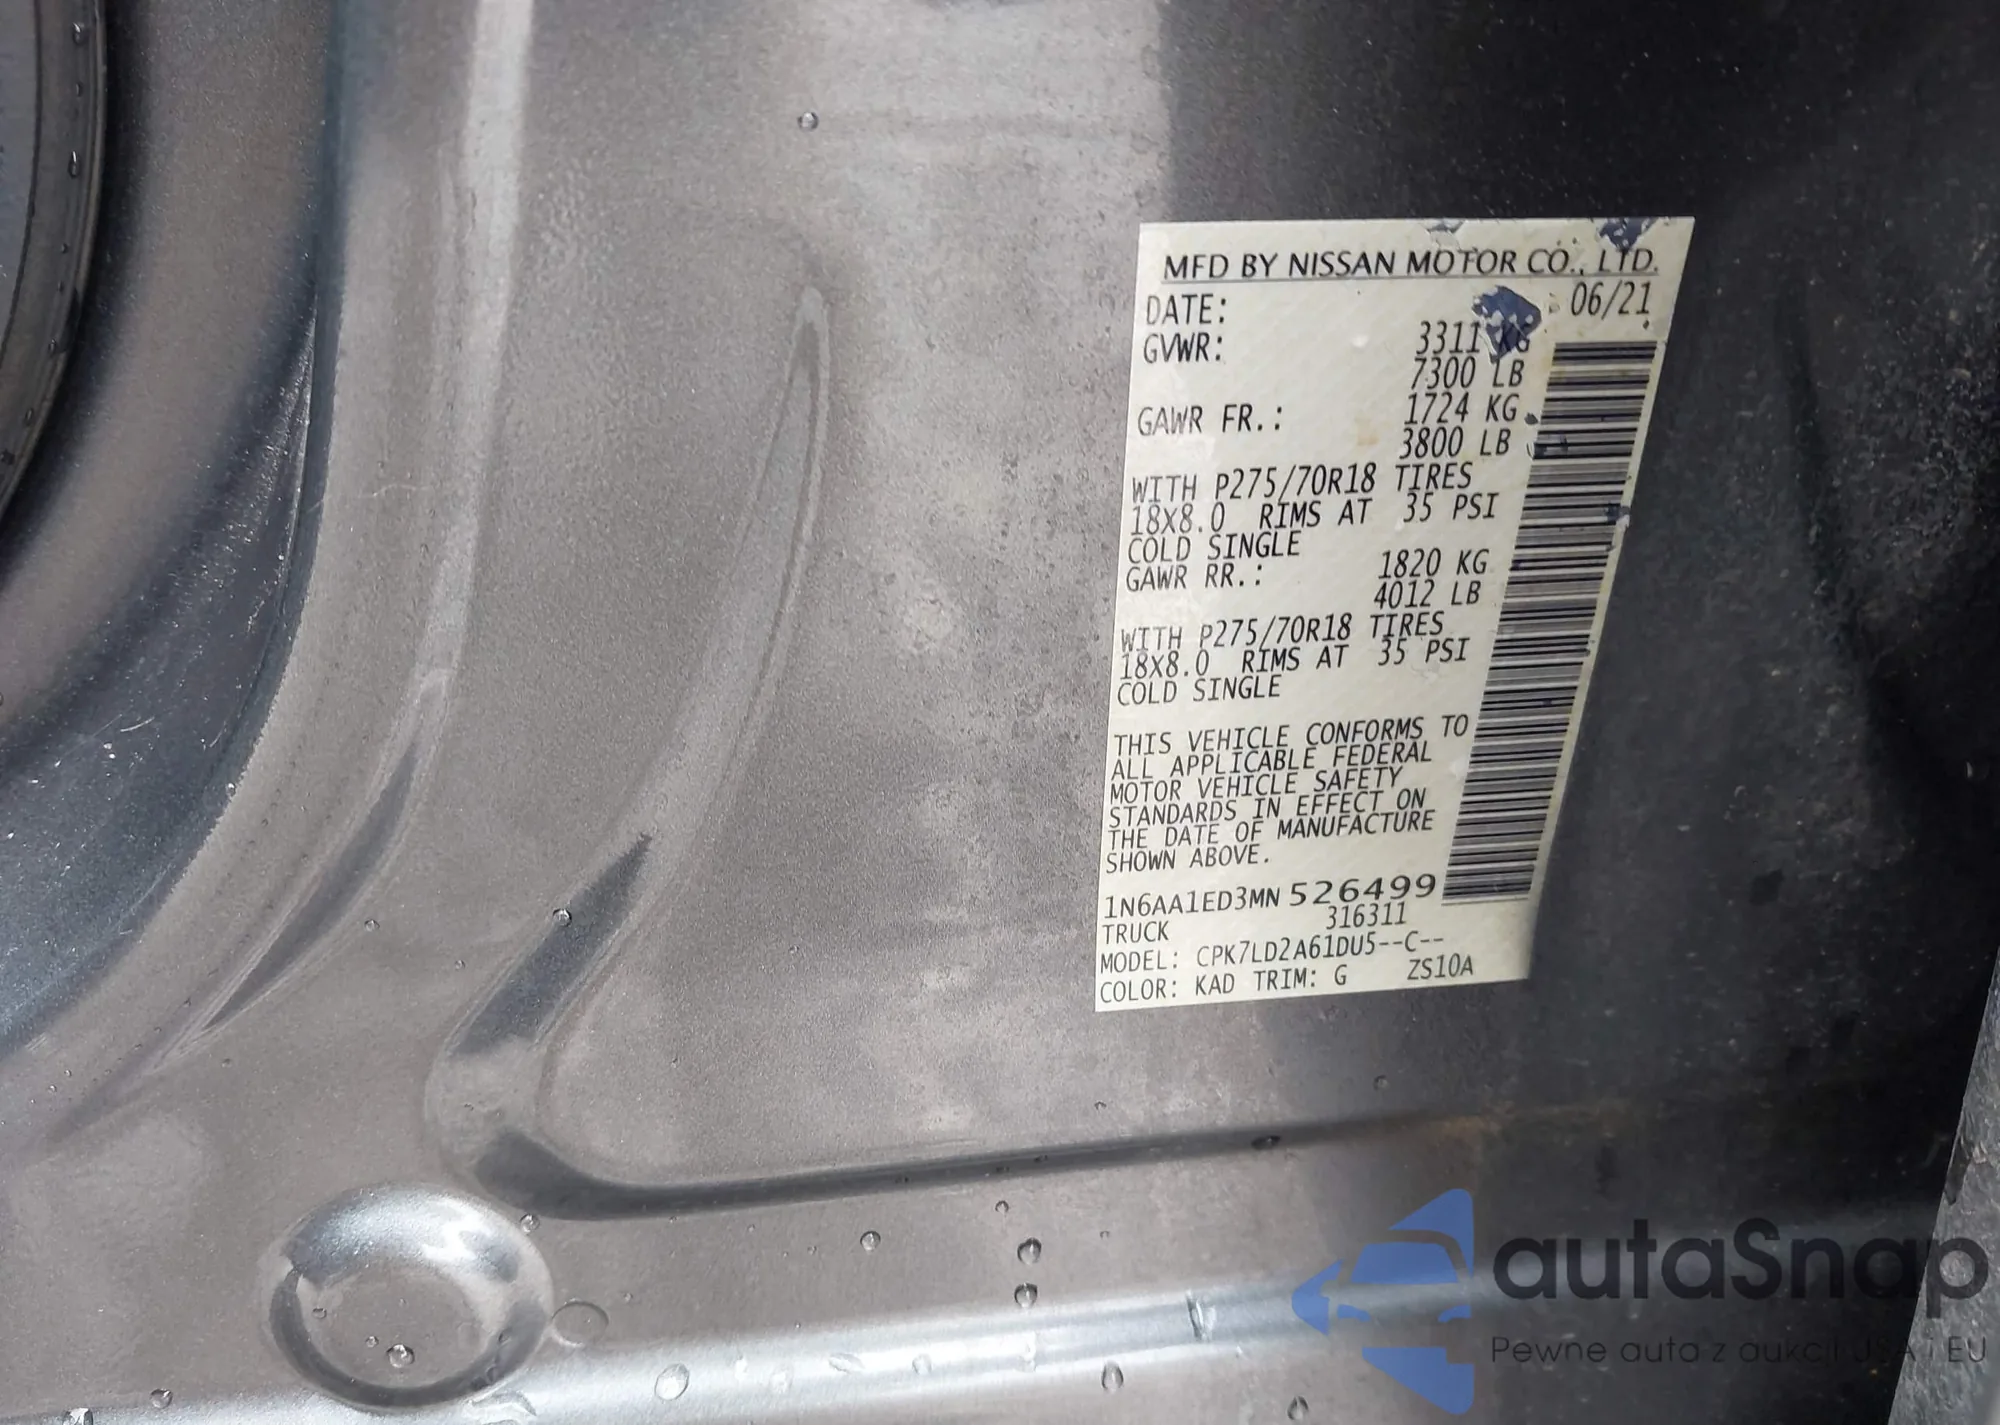 MFD BY NISSAN MOTOR CO., LTD.
DATE: 06/21
GVWR: 3311 KG
7300 LB
GAWR FR.: 1724 KG
3800 LB
WITH P275/70R18 TIRES
18X8.0 RIMS AT 35 PSI
COLD SINGLE
GAWR RR.: 1820 KG
4012 LB
WITH P275/70R18 TIRES
18X8.0 RIMS AT 35 PSI
COLD SINGLE
THIS VEHICLE CONFORMS TO
ALL APPLICABLE FEDERAL
MOTOR VEHICLE SAFETY
STANDARDS IN EFFECT ON
THE DATE OF MANUFACTURE
SHOWN ABOVE.
1N6AA1ED3MN526499
TRUCK 316311
MODEL: CPK7LD2A61DU5--C--
COLOR: KAD TRIM: G ZS10A
autaSnap
Pewne auta z aukcji USA i EU